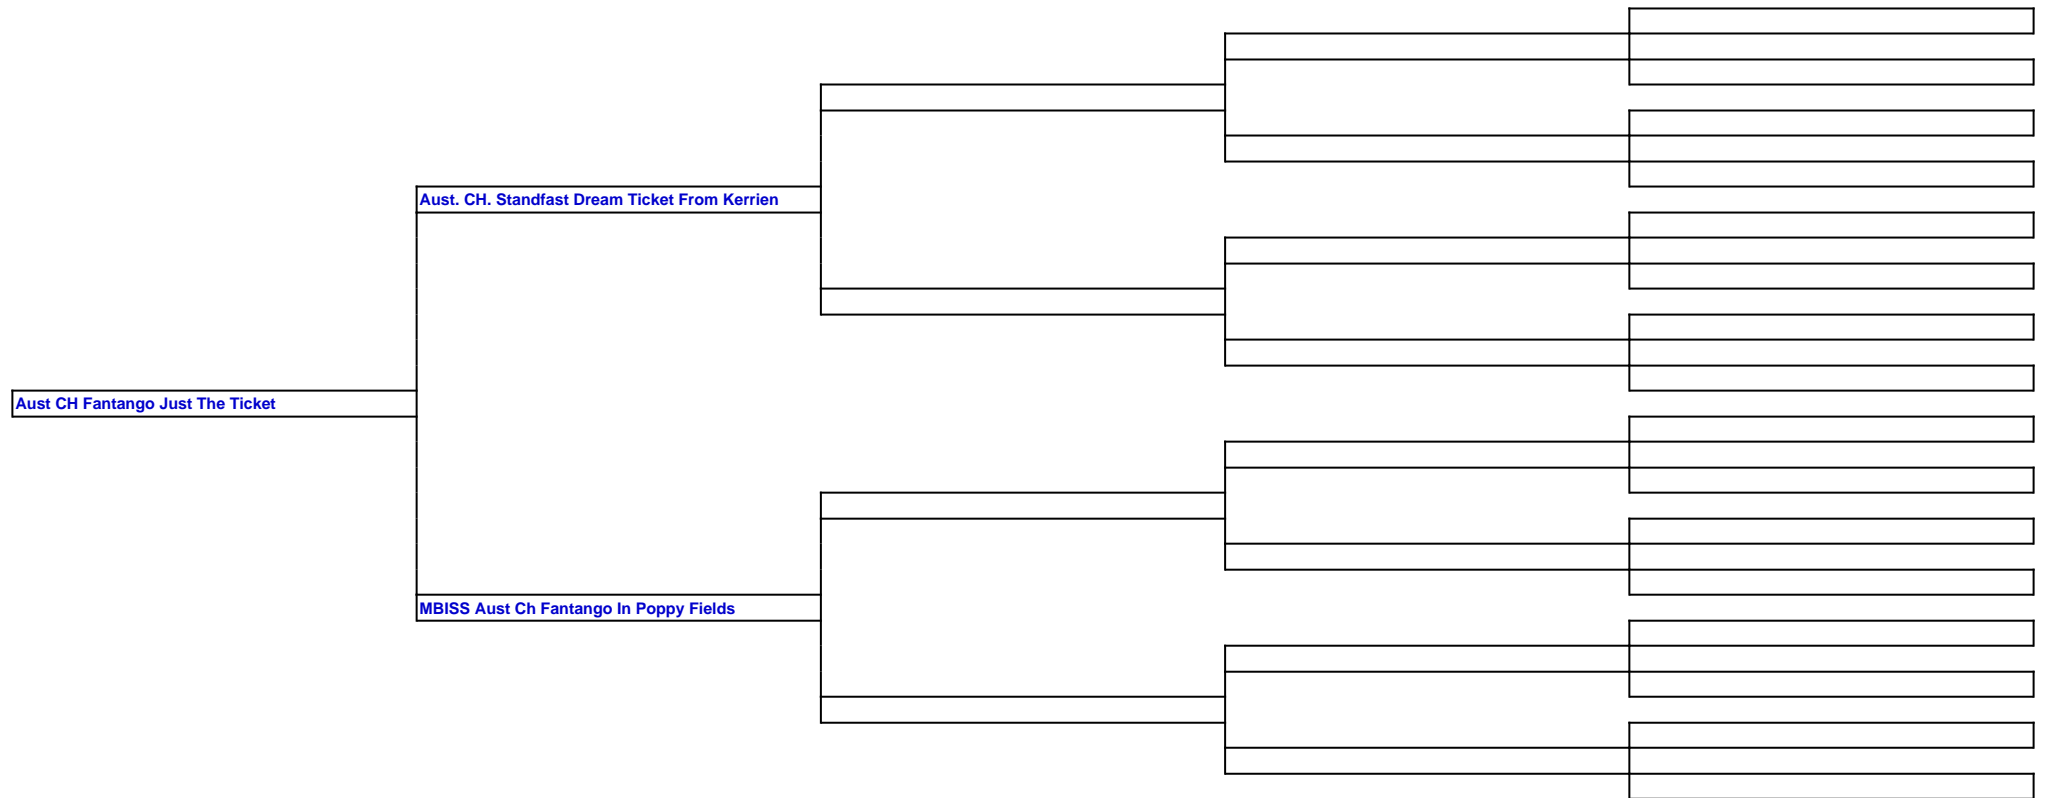 Aust. CH. Standfast Dream Ticket From Kerrien
Aust CH Fantango Just The Ticket
MBISS Aust Ch Fantango In Poppy Fields